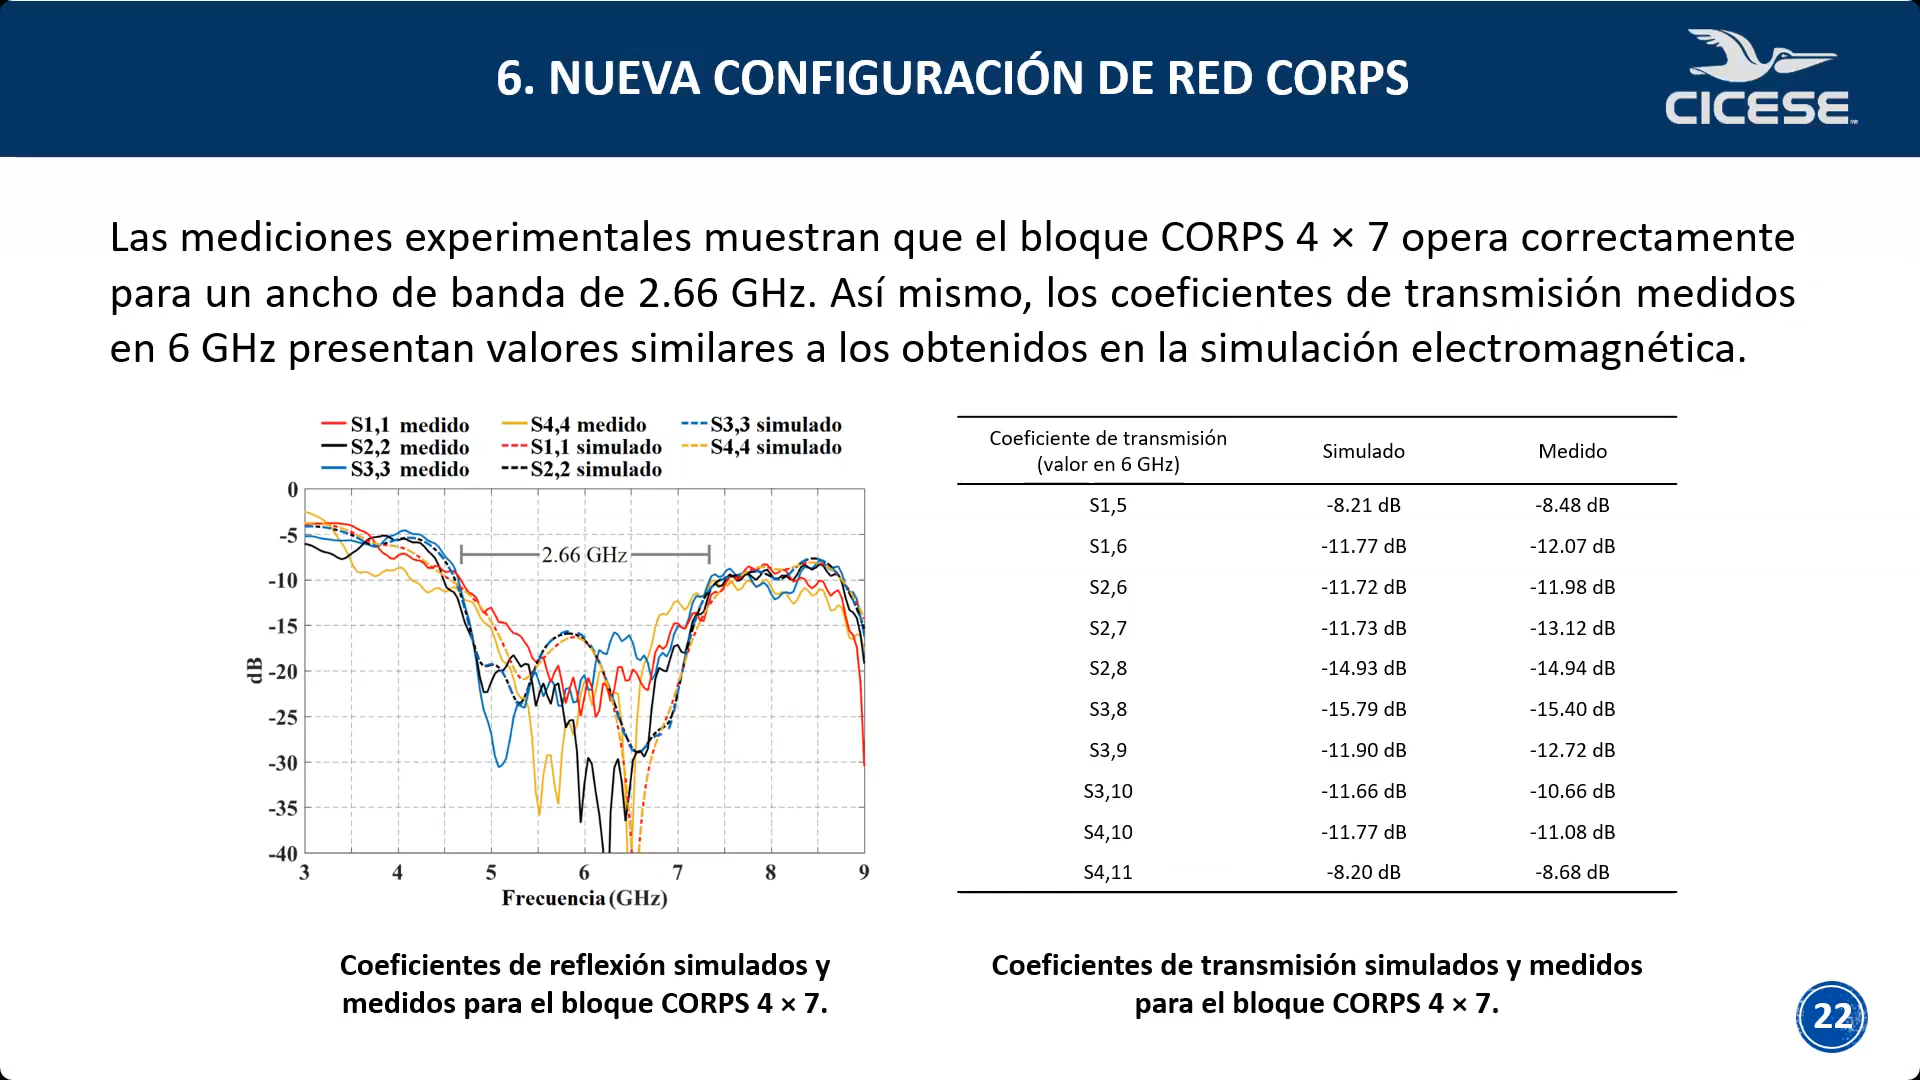 6. NUEVA CONFIGURACIÓN DE RED CORPS
CICESE
Las mediciones experimentales muestran que el bloque CORPS 4 × 7 opera correctamente
para un ancho de banda de 2.66 GHz. Así mismo, los coeficientes de transmisión medidos
en 6 GHz presentan valores similares a los obtenidos en la simulación electromagnética.
S1,1 medido S4,4 medido S3,3 simulado
S2,2 medido S1,1 simulado S4,4 simulado
S3,3 medido S2,2 simulado
0
-5
-10
-15
-20
-25
-30
-35
-40
dB
2.66 GHz
3 4 5 6 7 8 9
Frecuencia (GHz)
Coeficientes de reflexión simulados y
medidos para el bloque CORPS 4 × 7.
Coeficiente de transmisión
(valor en 6 GHz) Simulado Medido
S1,5 -8.21 dB -8.48 dB
S1,6 -11.77 dB -12.07 dB
S2,6 -11.72 dB -11.98 dB
S2,7 -11.73 dB -13.12 dB
S2,8 -14.93 dB -14.94 dB
S3,8 -15.79 dB -15.40 dB
S3,9 -11.90 dB -12.72 dB
S3,10 -11.66 dB -10.66 dB
S4,10 -11.77 dB -11.08 dB
S4,11 -8.20 dB -8.68 dB
Coeficientes de transmisión simulados y medidos
para el bloque CORPS 4 × 7.
22